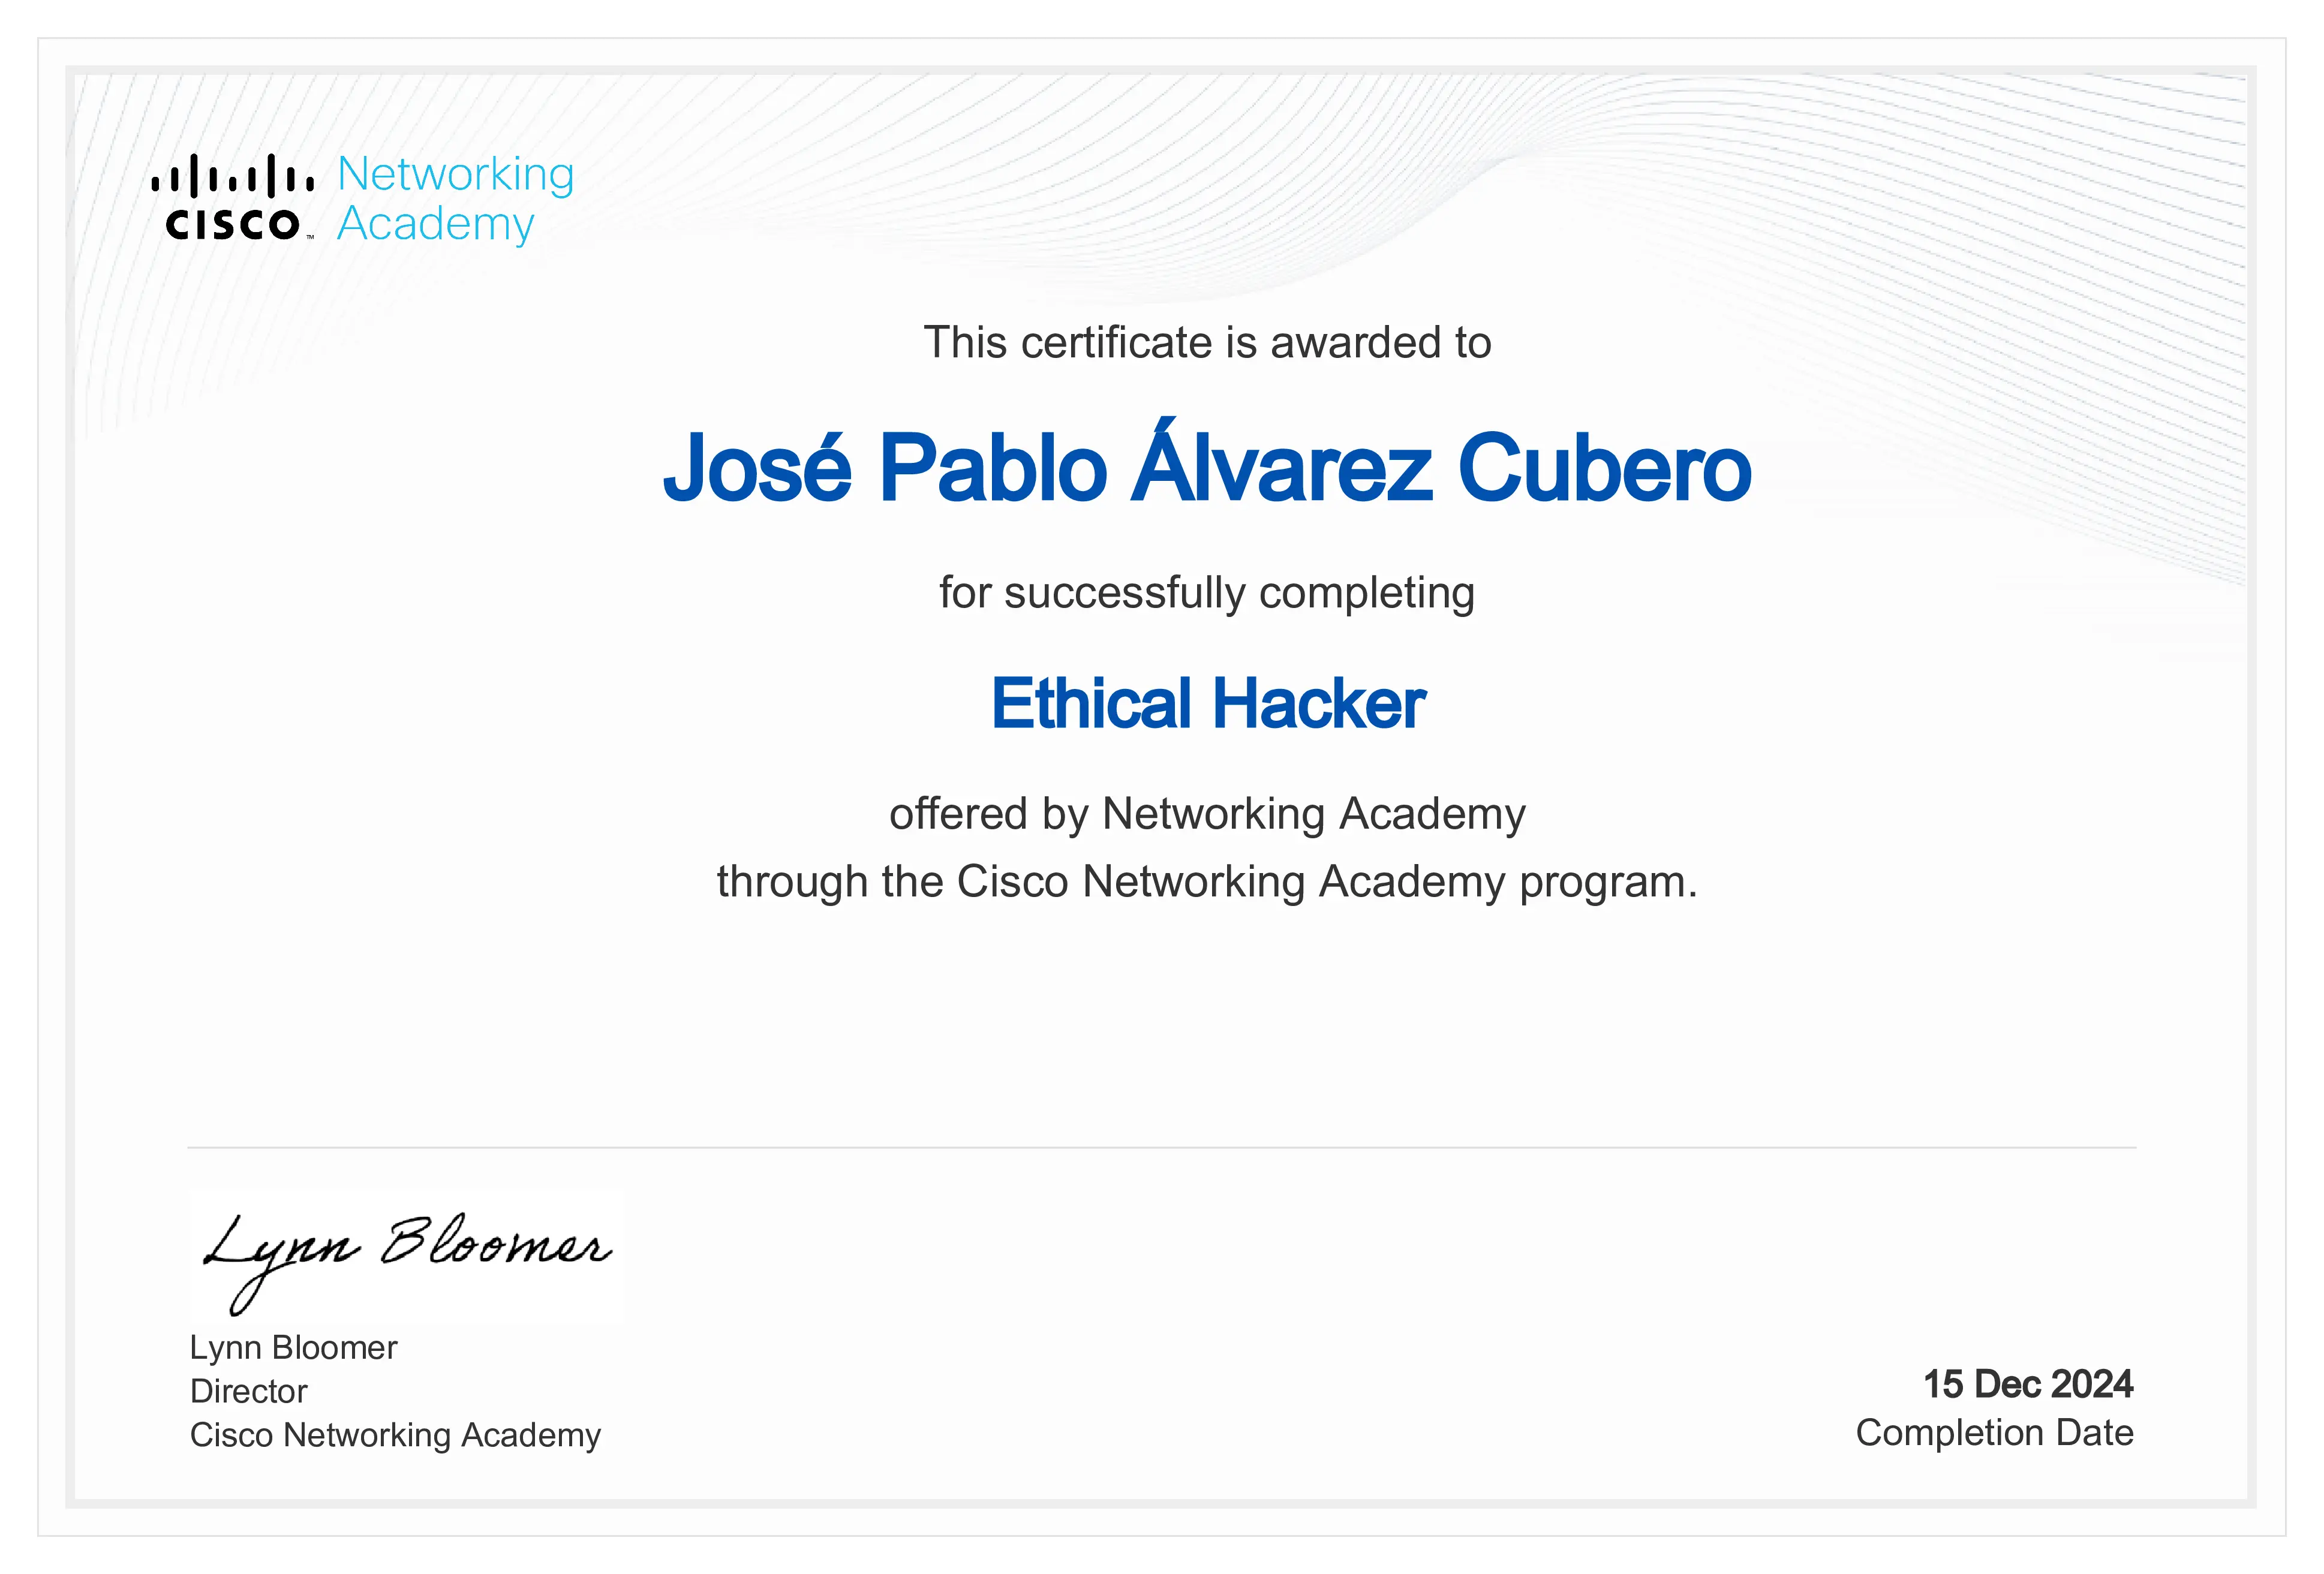 Networking
Academy
CISCO™
This certificate is awarded to
José Pablo Álvarez Cubero
for successfully completing
Ethical Hacker
offered by Networking Academy
through the Cisco Networking Academy program.
Lynn Bloomer
Lynn Bloomer
Director
Cisco Networking Academy
15 Dec 2024
Completion Date